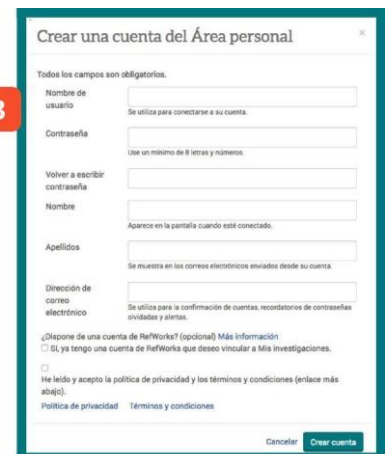 Crear una cuenta del Área personal
×
Todos los campos son obligatorios.
3
Nombre de
usuario
Se utiliza para conectarse a su cuenta.
Contraseña
Use un mínimo de 8 letras y números.
Volver a escribir
contraseña
Nombre
Aparece en la pantalla cuando esté conectado.
Apellidos
Se muestra en los correos electrónicos enviados desde su cuenta.
Dirección de
correo
electrónico
Se utiliza para la confirmación de cuentas, recordatorios de contraseñas
olvidadas y alertas.
¿Dispone de una cuenta de RefWorks? (opcional) Más información
Sí, ya tengo una cuenta de RefWorks que deseo vincular a Mis investigaciones.
He leído y acepto la política de privacidad y los términos y condiciones (enlace más
abajo).
Política de privacidad Términos y condiciones
Cancelar Crear cuenta